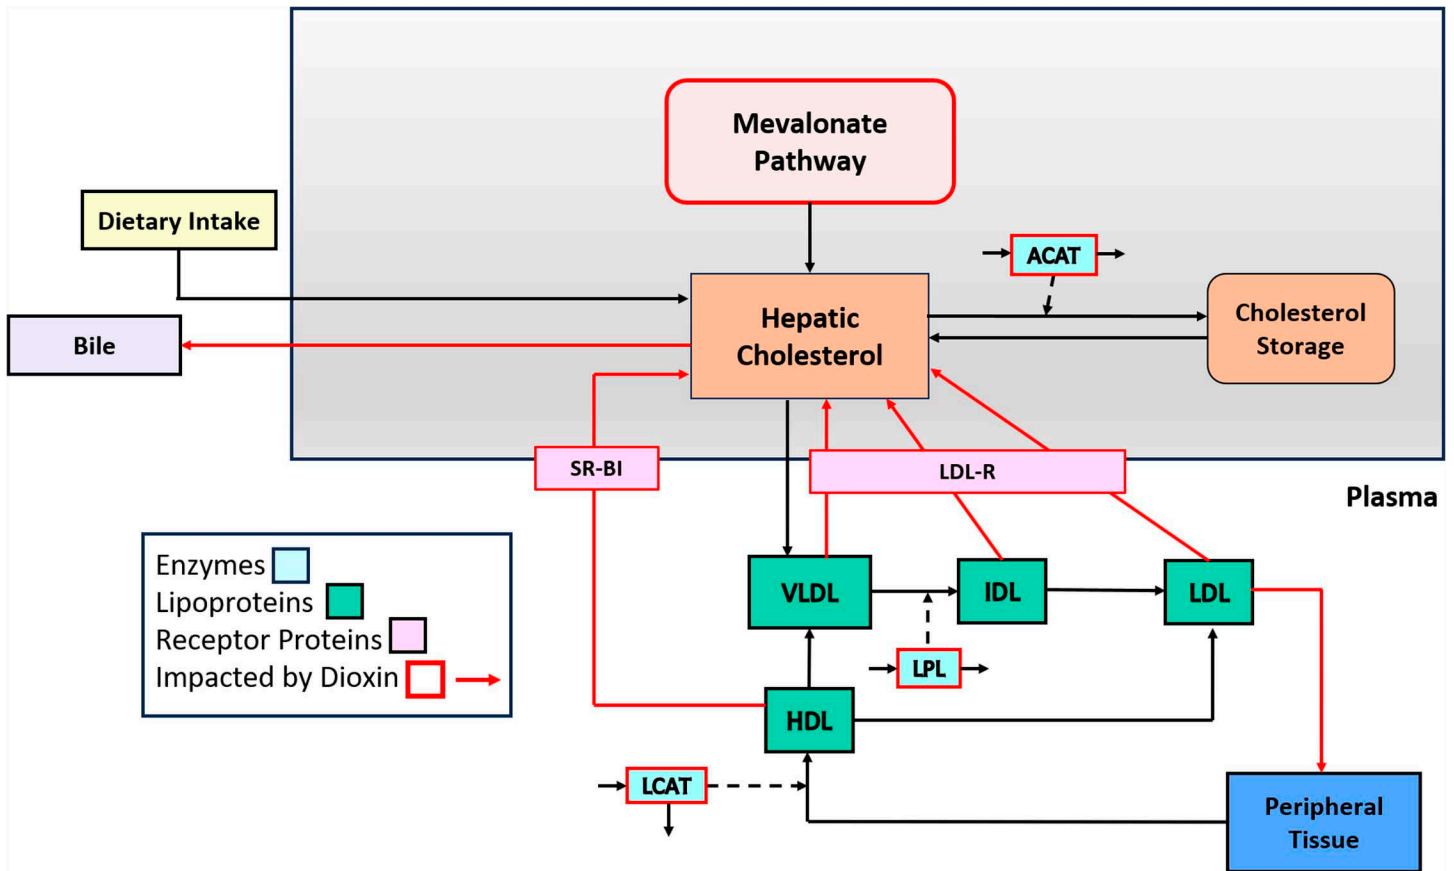 Mevalonate
Pathway
Dietary Intake
ACAT
Hepatic
Cholesterol
Cholesterol
Storage
Bile
SR-BI
LDL-R
Plasma
Enzymes
Lipoproteins
Receptor Proteins
Impacted by Dioxin
VLDL
IDL
LDL
LPL
HDL
LCAT
Peripheral
Tissue